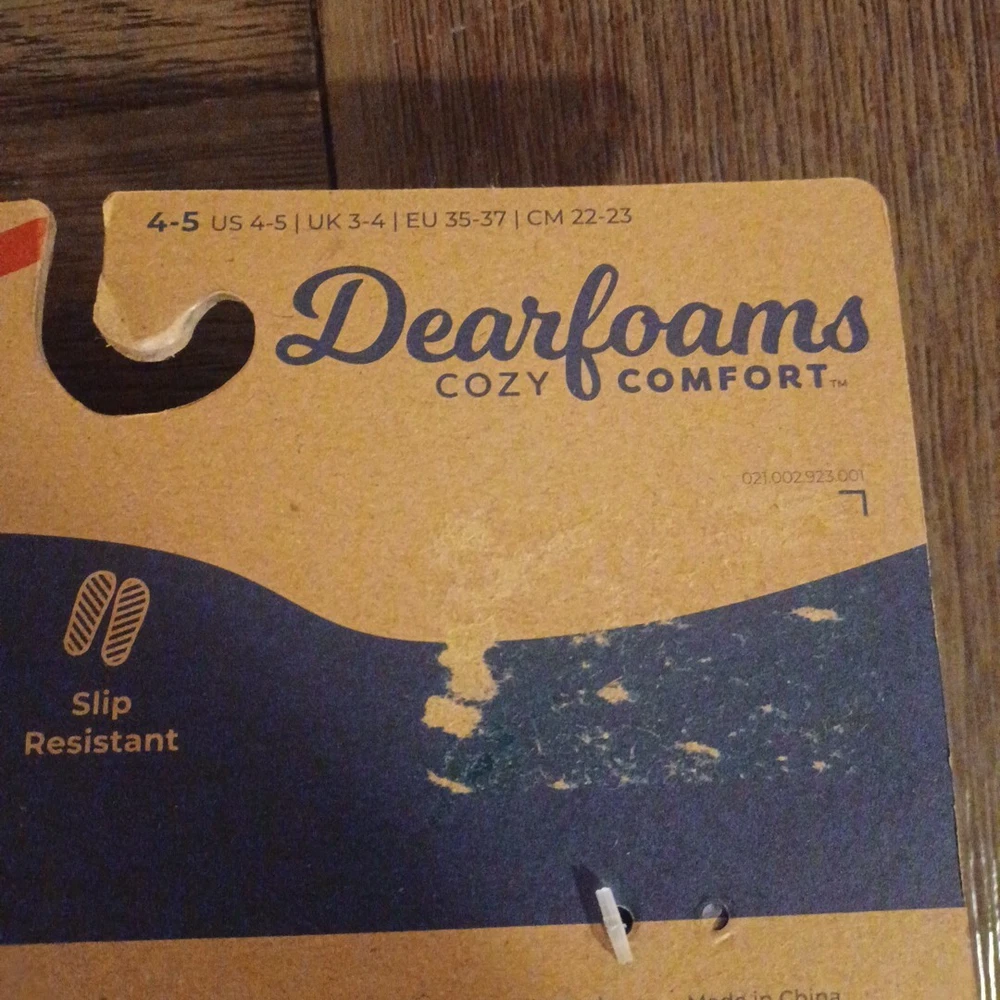 4-5 US 4-5 | UK 3-4 | EU 35-37 | CM 22-23
Dearfoams
COZY COMFORT™
021.002.923.001
Slip
Resistant
Made in China